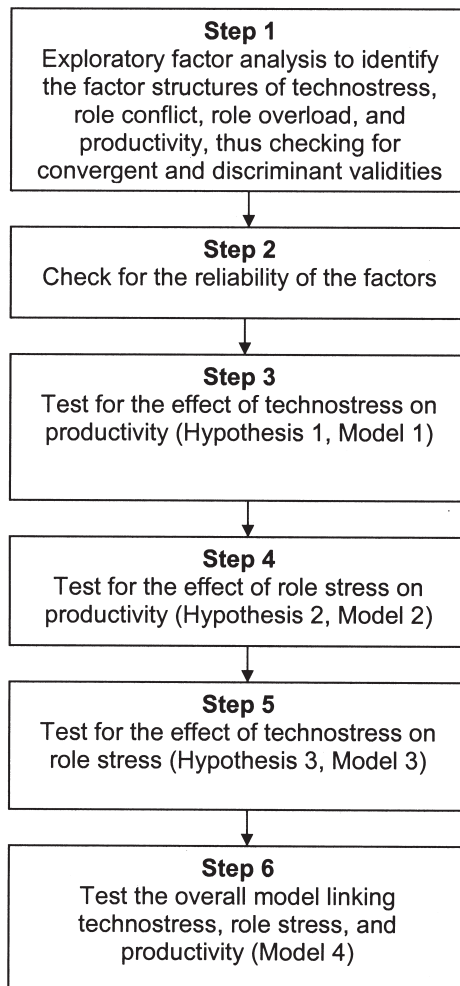 Step 1
Exploratory factor analysis to identify
the factor structures of technostress,
role conflict, role overload, and
productivity, thus checking for
convergent and discriminant validities
Step 2
Check for the reliability of the factors
Step 3
Test for the effect of technostress on
productivity (Hypothesis 1, Model 1)
Step 4
Test for the effect of role stress on
productivity (Hypothesis 2, Model 2)
Step 5
Test for the effect of technostress on
role stress (Hypothesis 3, Model 3)
Step 6
Test the overall model linking
technostress, role stress, and
productivity (Model 4)